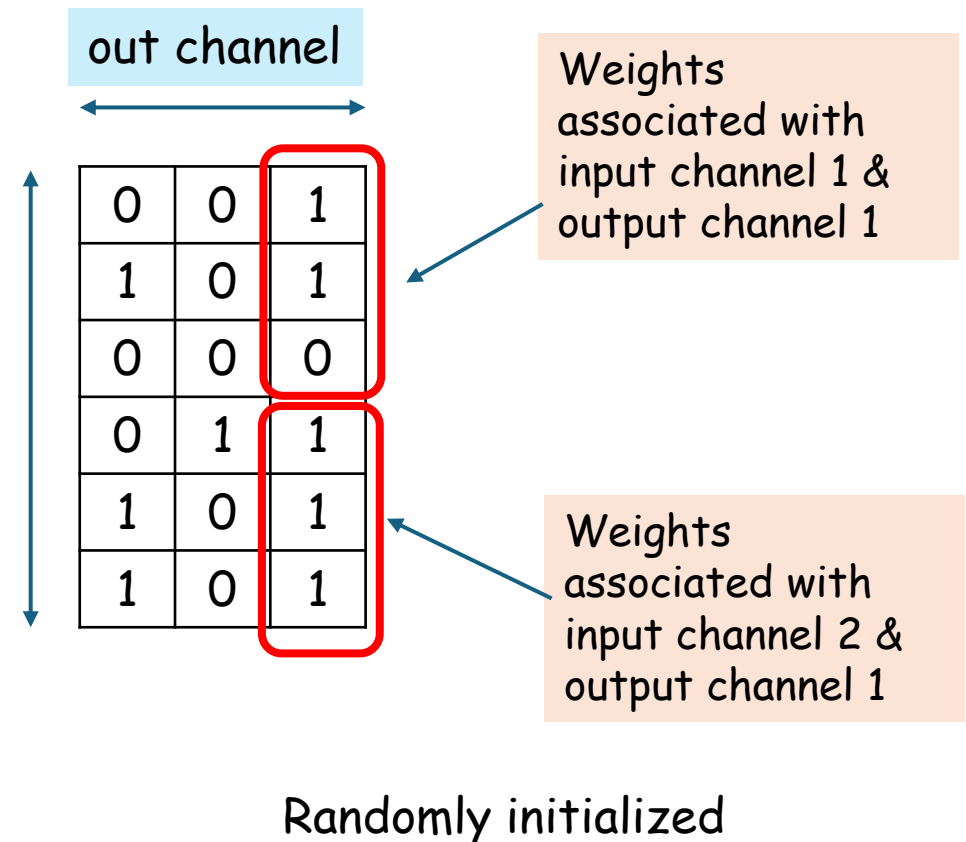 out channel
Weights
associated with
input channel 1 &
output channel 1
0 0 1
1 0 1
0 0 0
0 1 1
1 0 1
1 0 1
Weights
associated with
input channel 2 &
output channel 1
Randomly initialized